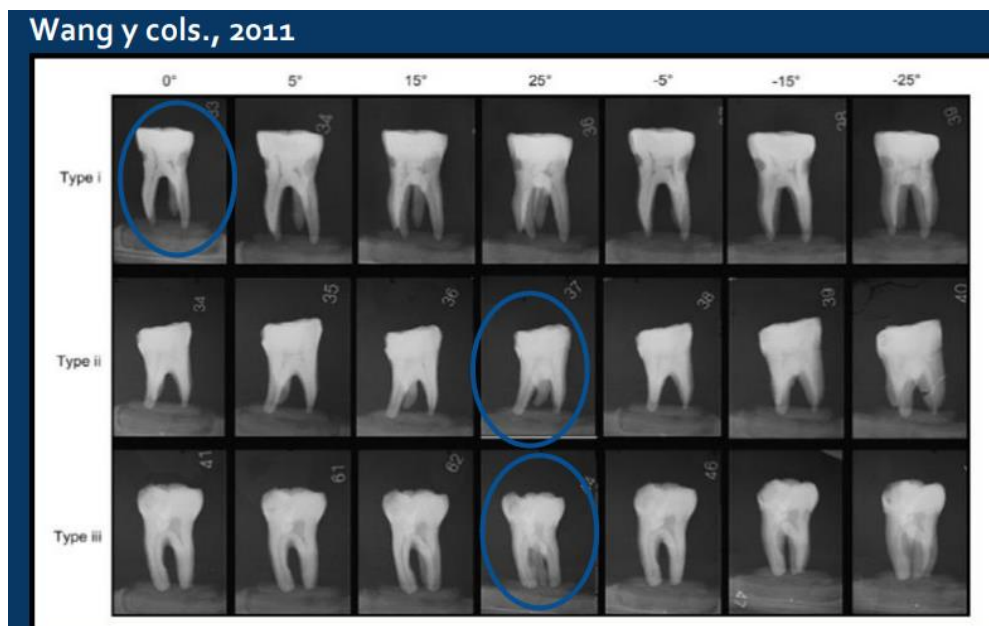 Wang y cols., 2011
0° 5° 15° 25° -5° -15° -25°
Type i
33 34 36 38 39
Type ii
34 35 36 37 38 39 40
Type iii
41 61 62 46
47